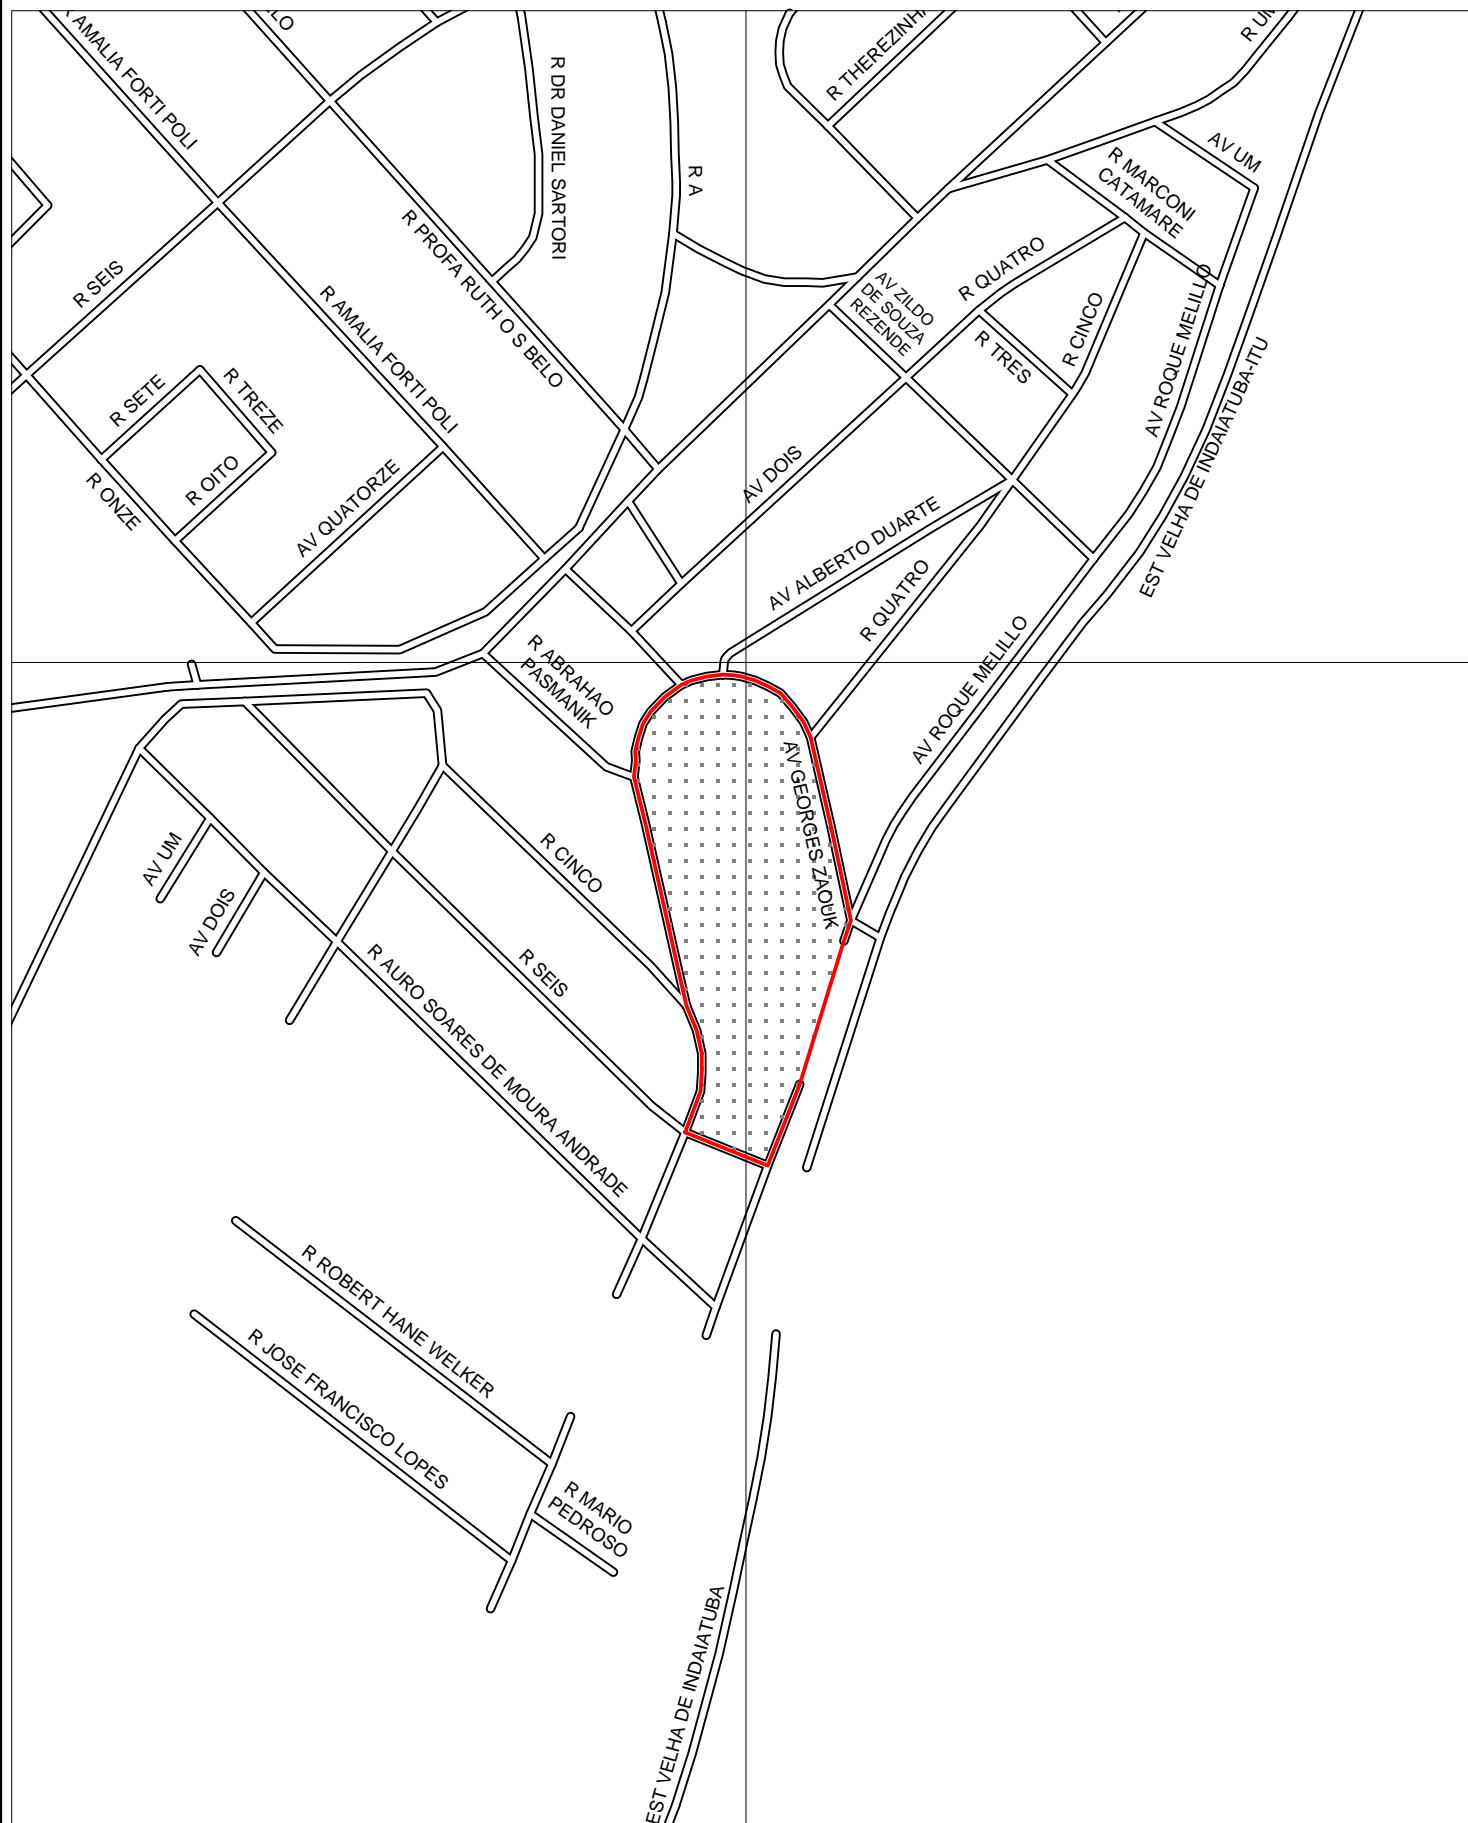 R AMALIA FORTI POLI
LO
R DR DANIEL SARTORI
R A
R THEREZINHA
R UM
AV UM
R MARCONI
CATAMARE
R PROFA RUTH O S BELO
R SEIS
R AMALIA FORTI POLI
AV ZILDO
DE SOUZA
REZENDE
R QUATRO
R CINCO
R TRES
AV ROQUE MELILLO
EST VELHA DE INDAIATUBA-ITU
R SETE
R TREZE
R OITO
R ONZE
AV QUATORZE
AV DOIS
AV ALBERTO DUARTE
R QUATRO
R ABRAHAO
PASMANIK
AV ROQUE MELILLO
AV GEORGES ZAOUK
AV UM
AV DOIS
R CINCO
R SEIS
R AURO SOARES DE MOURA ANDRADE
R ROBERT HANE WELKER
R JOSE FRANCISCO LOPES
R MARIO
PEDROSO
EST VELHA DE INDAIATUBA